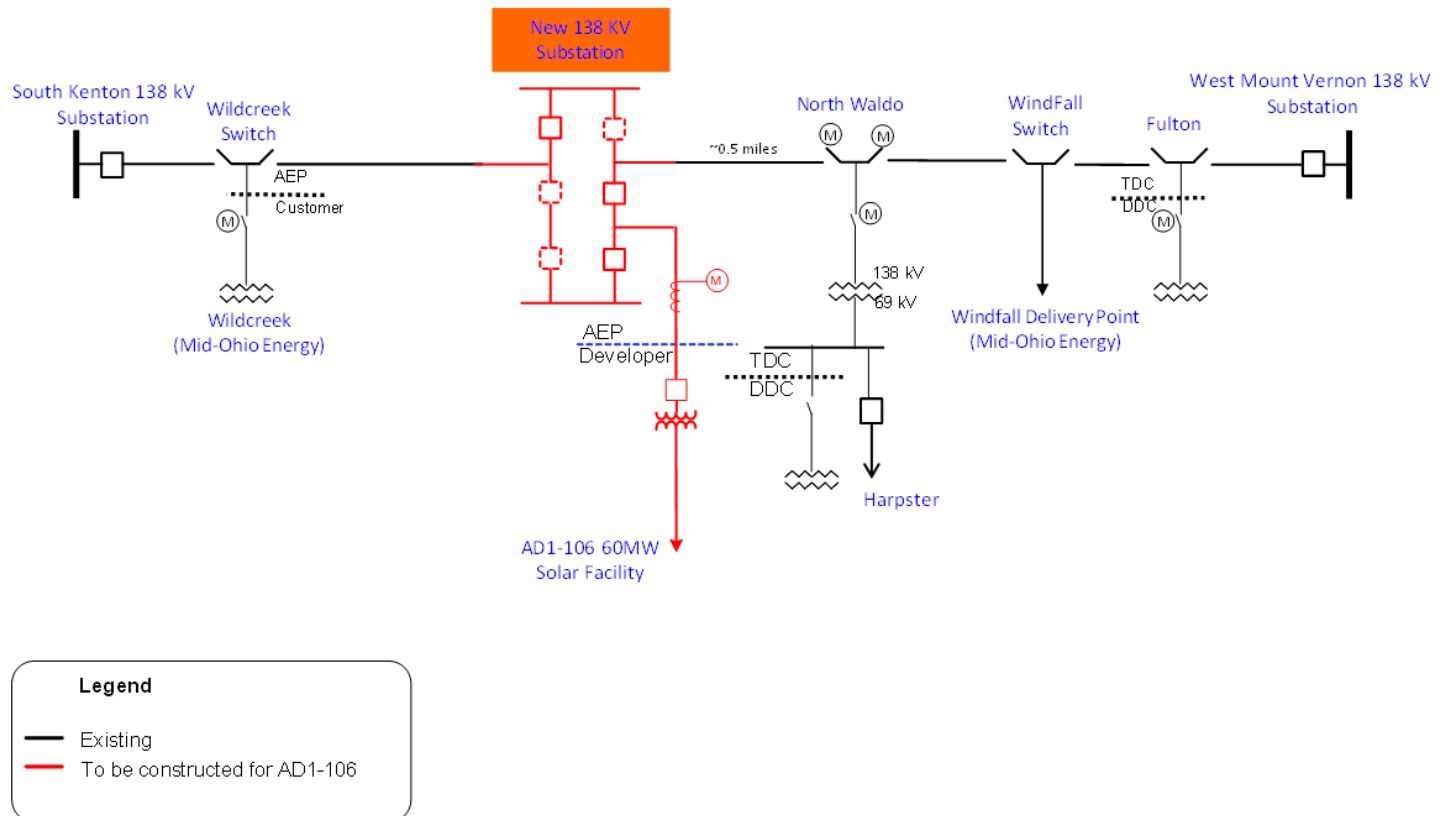 New 138 KV
Substation
South Kenton 138 kV
Substation
Wildcreek
Switch
North Waldo
WindFall
Switch
Fulton
West Mount Vernon 138 kV
Substation
M
M
~0.5 miles
AEP
Customer
M
M
TDC
DDC
M
138 kV
69 kV
M
Wildcreek
(Mid-Ohio Energy)
AEP
Developer
TDC
DDC
Windfall Delivery Point
(Mid-Ohio Energy)
Harpster
AD1-106 60MW
Solar Facility
Legend
Existing
To be constructed for AD1-106